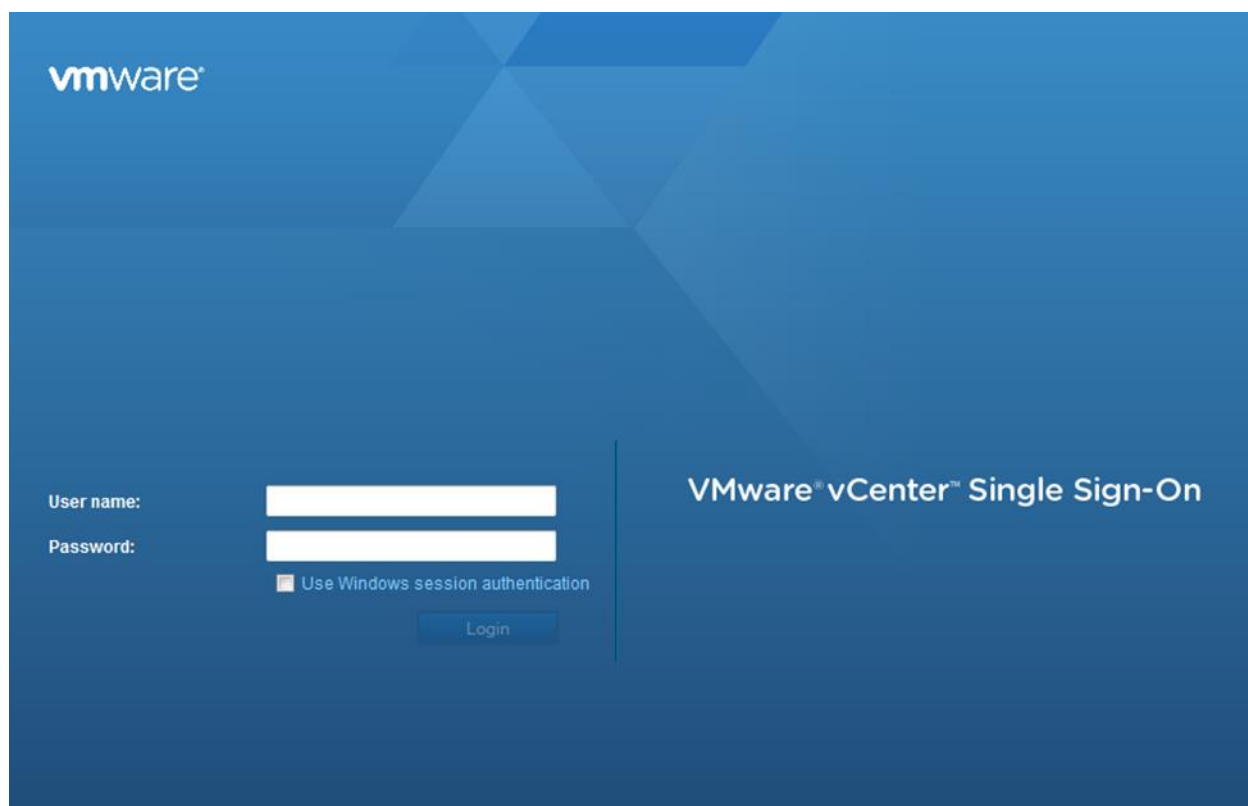 vmware®
User name:
Password:
Use Windows session authentication
Login
VMware® vCenter™ Single Sign-On